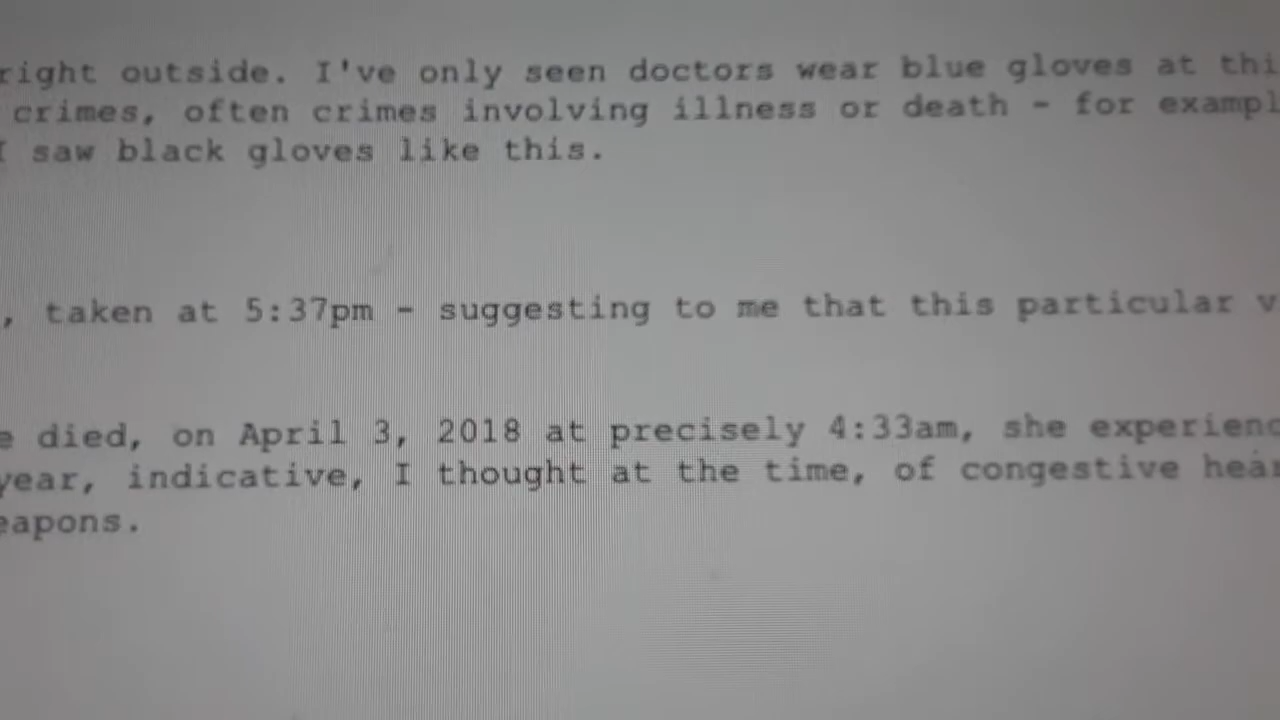 right outside. I've only seen doctors wear blue gloves at thi
crimes, often crimes involving illness or death - for exampl
I saw black gloves like this.
, taken at 5:37pm - suggesting to me that this particular v
e died, on April 3, 2018 at precisely 4:33am, she experienc
year, indicative, I thought at the time, of congestive hear
eapons.